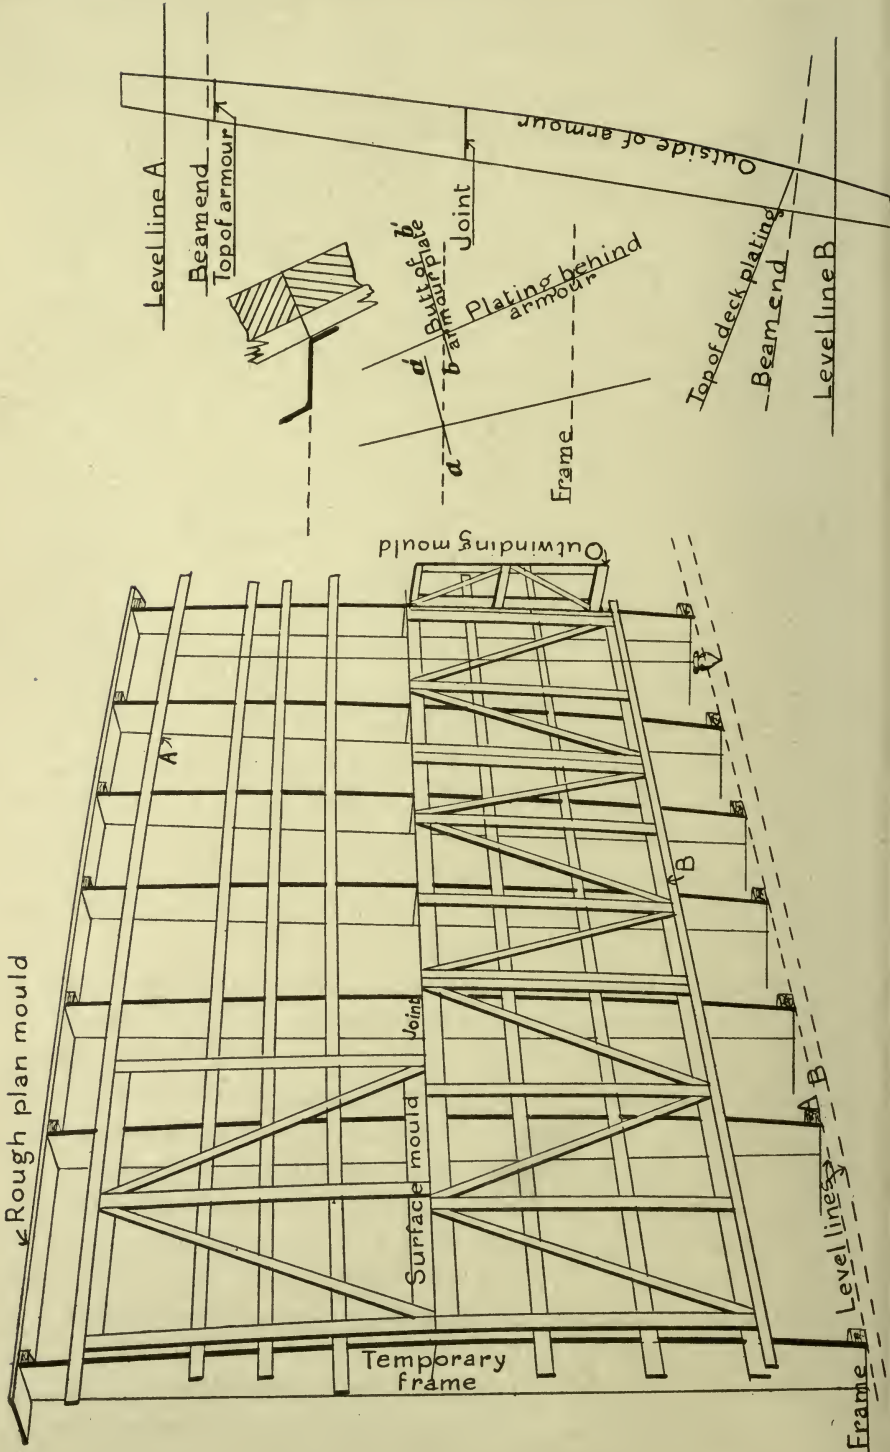 Rough plan mould
A
Surface mould
Joint
Temporary
frame
Outwinding mould
B
A
B
Level lines
Frame
Level line A
Beam end
Top of armour
Joint
Outside of armour
a
a'
b
b'
Butt of
armour plate
Plating behind
armour
Frame
Top of deck plating
Beam end
Level line B